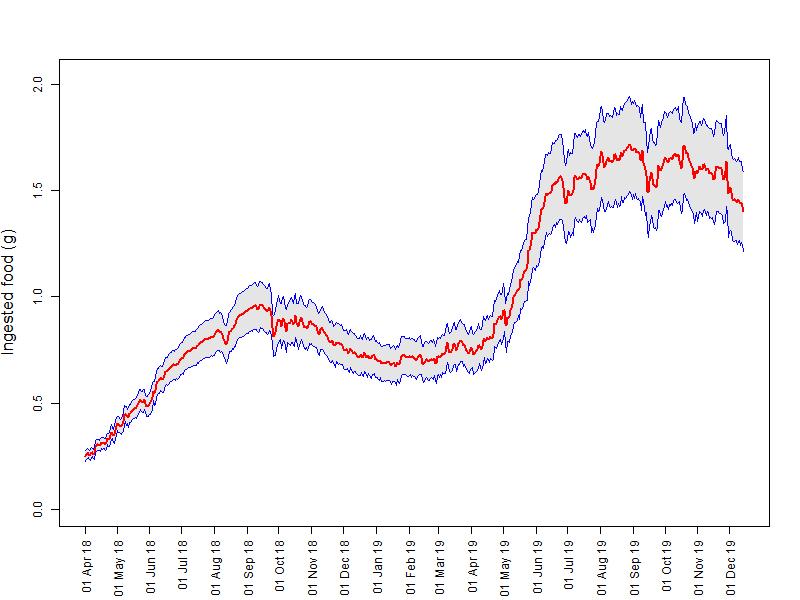 Ingested food (g)
2.0
1.5
1.0
0.5
0.0
01 Apr 18
01 May 18
01 Jun 18
01 Jul 18
01 Aug 18
01 Sep 18
01 Oct 18
01 Nov 18
01 Dec 18
01 Jan 19
01 Feb 19
01 Mar 19
01 Apr 19
01 May 19
01 Jun 19
01 Jul 19
01 Aug 19
01 Sep 19
01 Oct 19
01 Nov 19
01 Dec 19